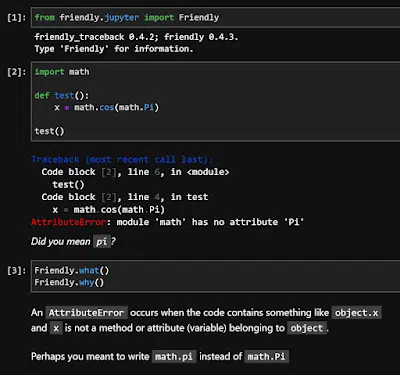 [1]: from friendly.jupyter import Friendly
friendly_traceback 0.4.2; friendly 0.4.3.
Type 'Friendly' for information.
[2]: import math
def test():
x = math.cos(math.Pi)
test()
Traceback (most recent call last):
Code block [2], line 6, in <module>
test()
Code block [2], line 4, in test
x = math.cos(math.Pi)
AttributeError: module 'math' has no attribute 'Pi'
Did you mean pi?
[3]: Friendly.what()
Friendly.why()
An AttributeError occurs when the code contains something like object.x
and x is not a method or attribute (variable) belonging to object.
Perhaps you meant to write math.pi instead of math.Pi